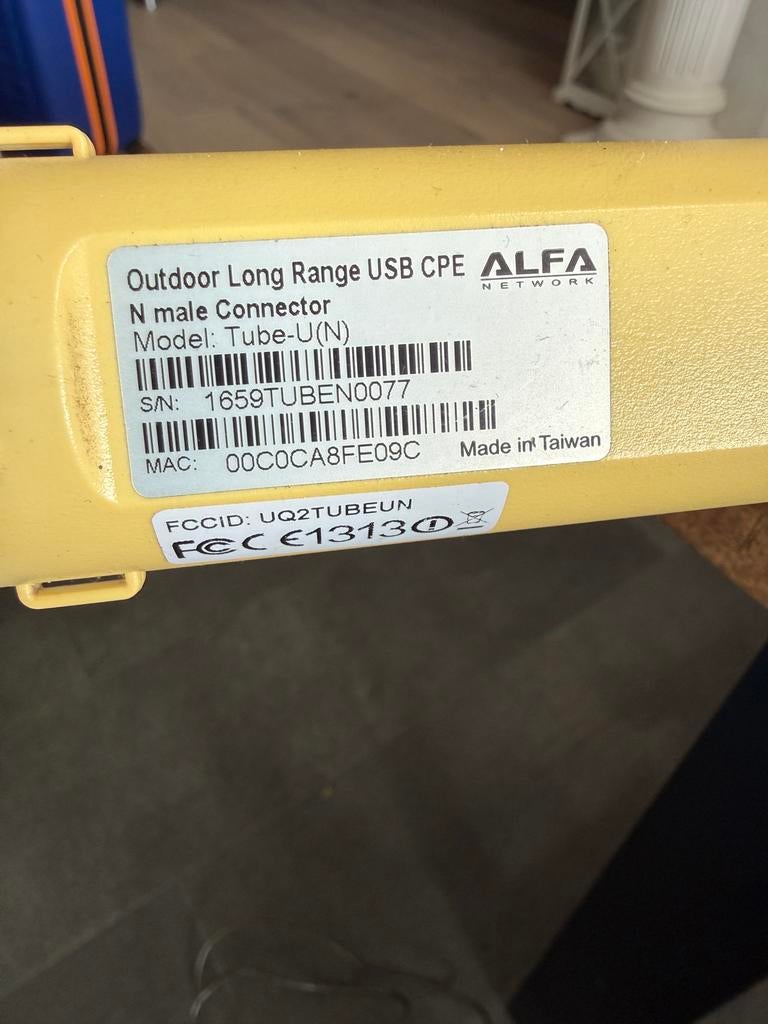 Outdoor Long Range USB CPE
ALFA
NETWORK
N male Connector
Model: Tube-U(N)
S/N: 1659TUBEN0077
MAC: 00C0CA8FE09C
Made in Taiwan
FCCID: UQ2TUBEUN
FC CE1313